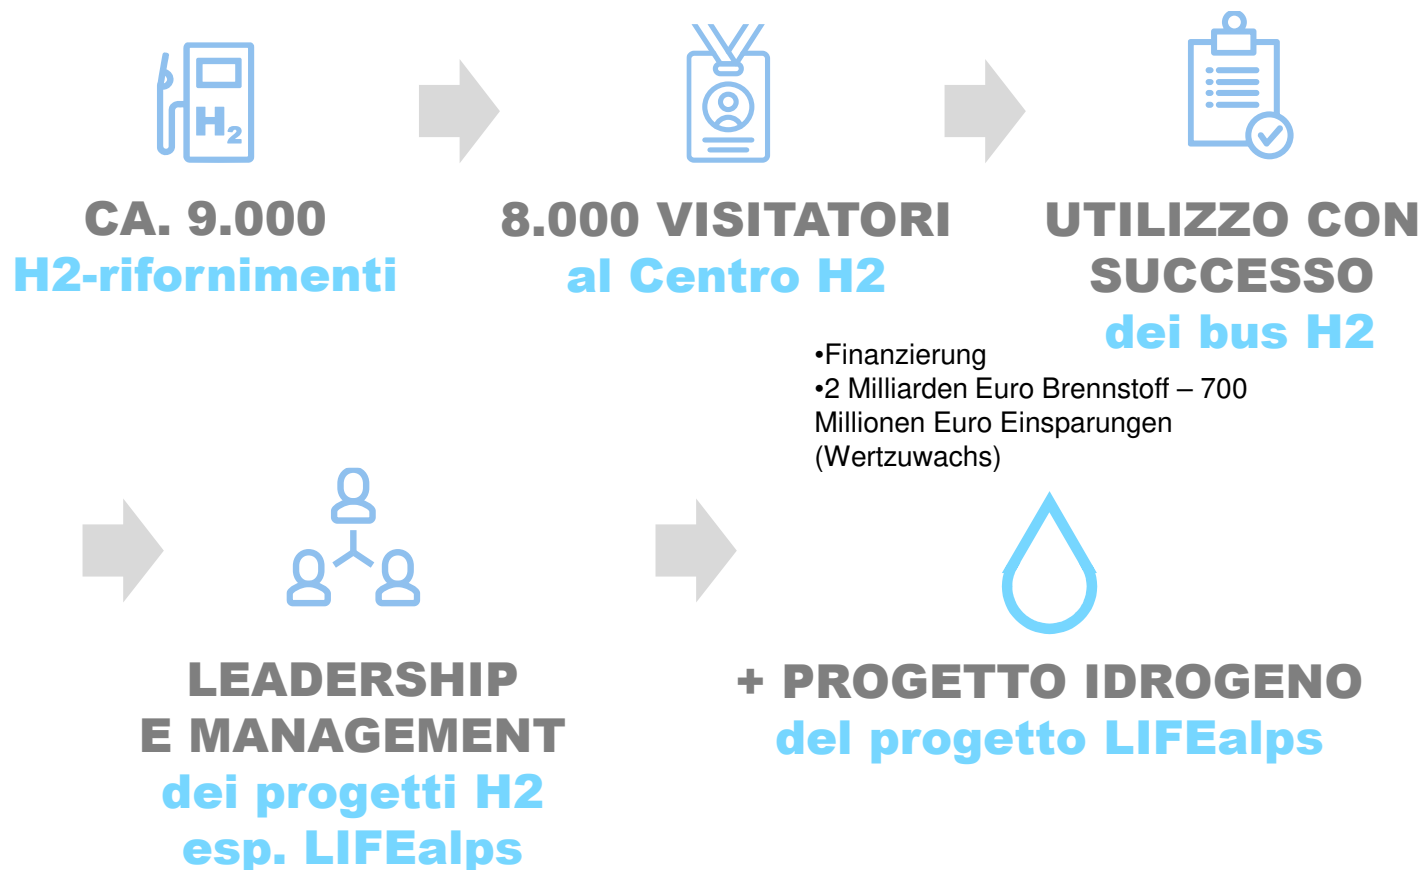 H2
CA. 9.000
H2-rifornimenti
8.000 VISITATORI
al Centro H2
UTILIZZO CON
SUCCESSO
dei bus H2
•Finanzierung
•2 Milliarden Euro Brennstoff – 700
Millionen Euro Einsparungen
(Wertzuwachs)
LEADERSHIP
E MANAGEMENT
dei progetti H2
esp. LIFEalps
+ PROGETTO IDROGENO
del progetto LIFEalps